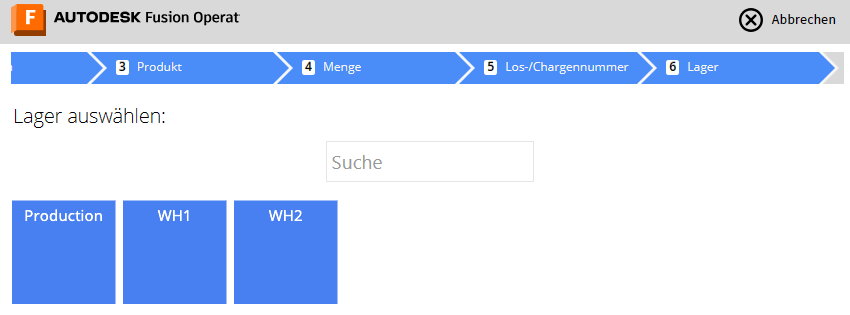 F AUTODESK Fusion Operat
Abbrechen
3 Produkt
4 Menge
5 Los-/Chargennummer
6 Lager
Lager auswählen:
Suche
Production
WH1
WH2